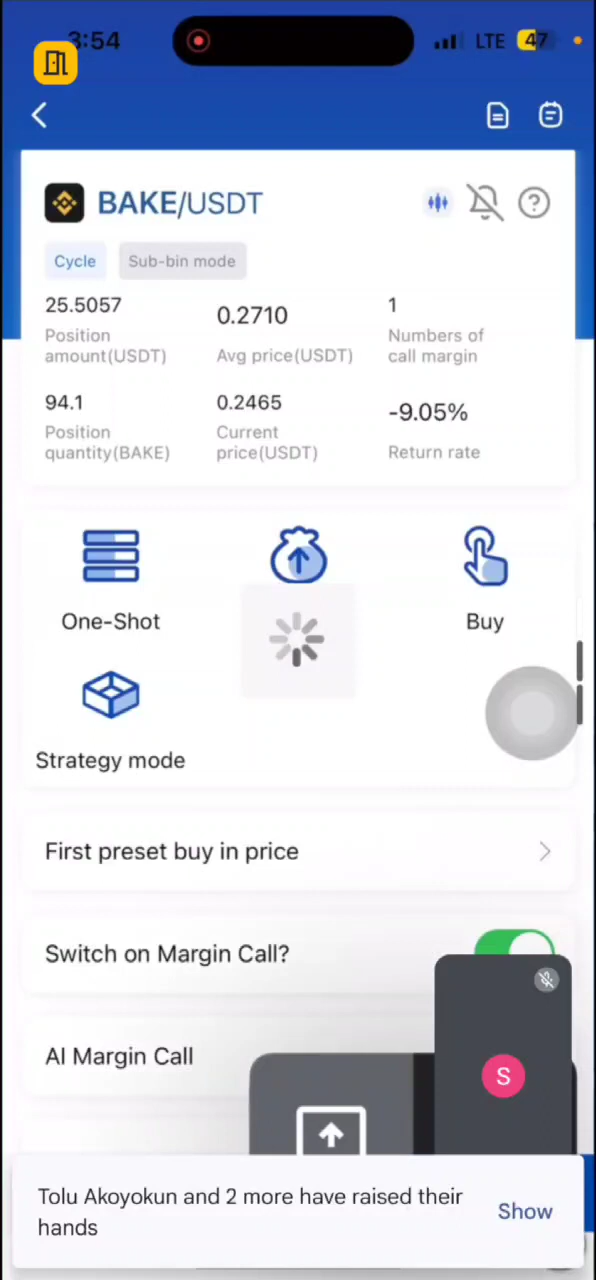 3:54
LTE 47
BAKE/USDT
Cycle
Sub-bin mode
25.5057
Position
amount(USDT)
0.2710
Avg price(USDT)
1
Numbers of
call margin
94.1
Position
quantity(BAKE)
0.2465
Current
price(USDT)
-9.05%
Return rate
One-Shot
Buy
Strategy mode
First preset buy in price
Switch on Margin Call?
AI Margin Call
S
Tolu Akoyokun and 2 more have raised their
hands
Show